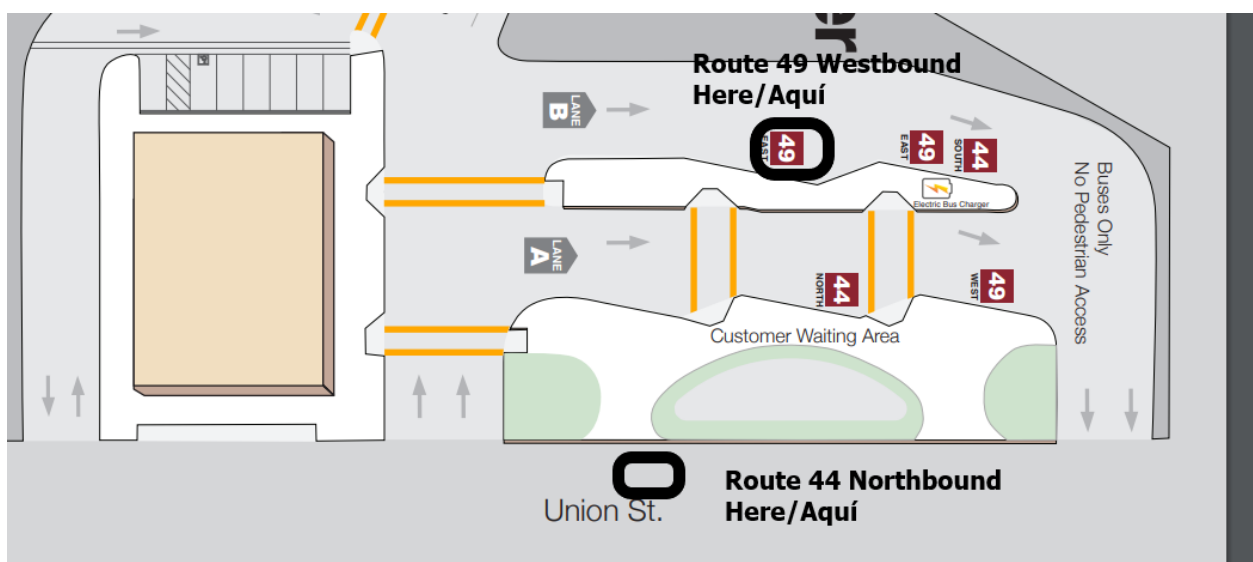 er
Route 49 Westbound
Here/Aquí
LANE
B
49
EAST
49
EAST
44
SOUTH
Electric Bus Charger
Buses Only
No Pedestrian Access
LANE
A
44
NORTH
49
WEST
Customer Waiting Area
Route 44 Northbound
Here/Aquí
Union St.